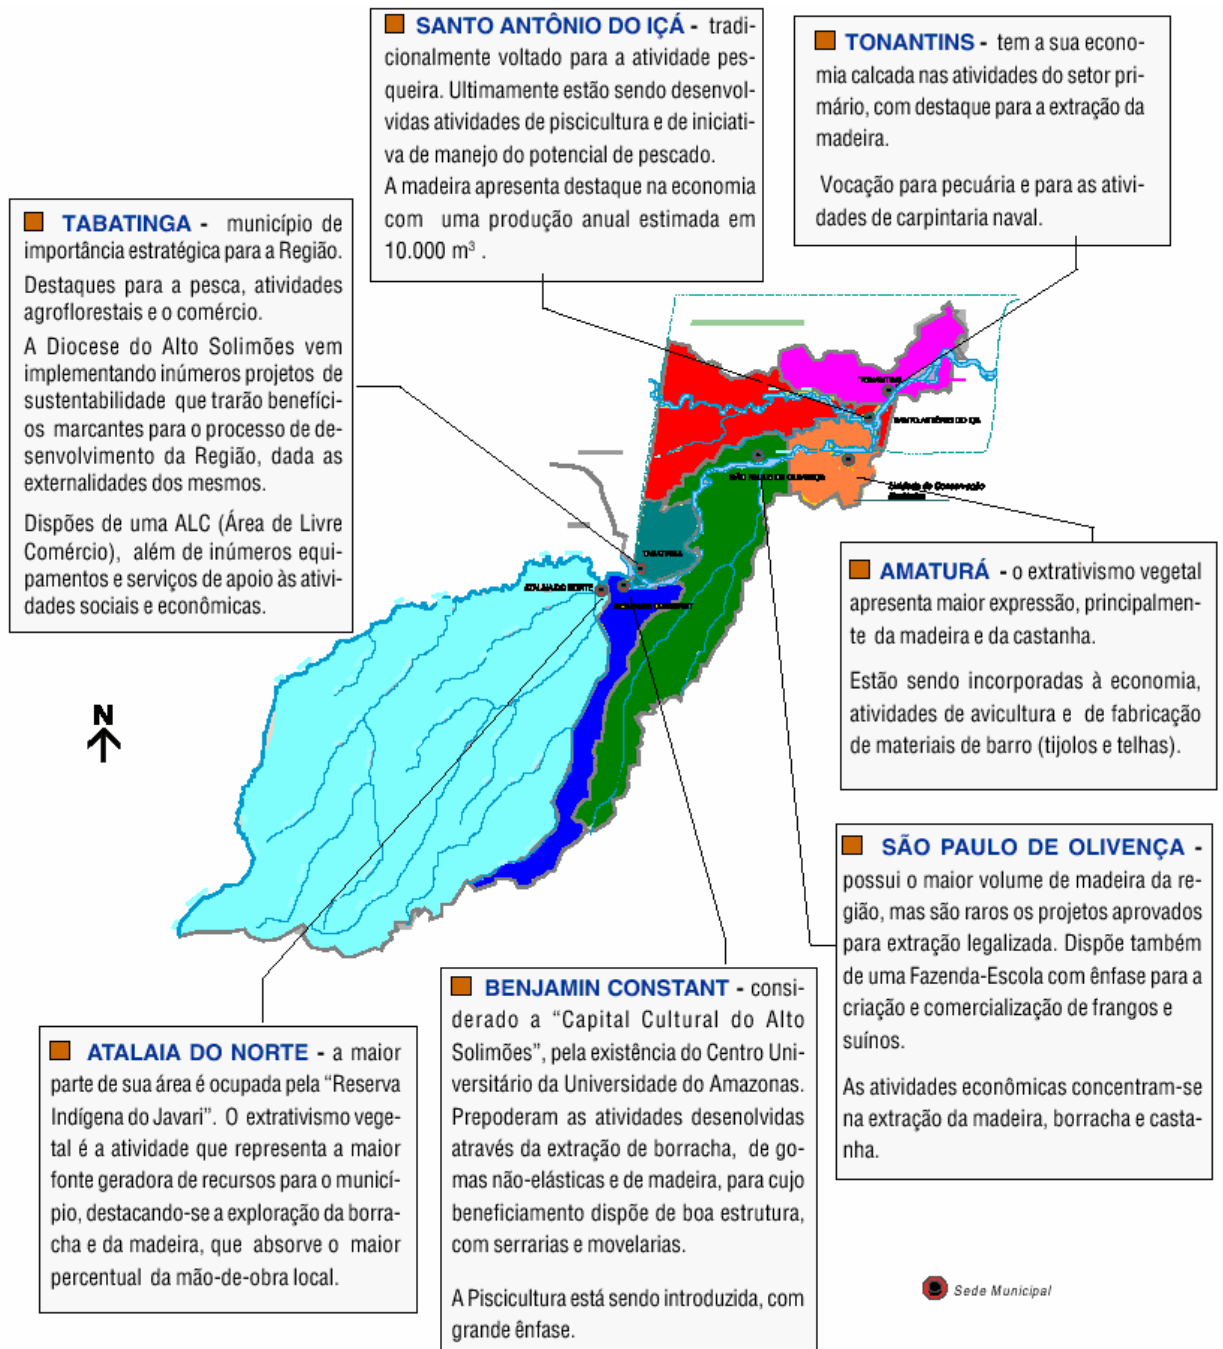 SANTO ANTÔNIO DO IÇÁ - tradi-
cionalmente voltado para a atividade pes-
queira. Ultimamente estão sendo desenvol-
vidas atividades de piscicultura e de iniciati-
va de manejo do potencial de pescado.
A madeira apresenta destaque na economia
com uma produção anual estimada em
10.000 m³ .
TONANTINS - tem a sua econo-
mia calcada nas atividades do setor pri-
mário, com destaque para a extração da
madeira.
Vocação para pecuária e para as ativi-
dades de carpintaria naval.
TABATINGA - município de
importância estratégica para a Região.
Destaques para a pesca, atividades
agroflorestais e o comércio.
A Diocese do Alto Solimões vem
implementando inúmeros projetos de
sustentabilidade que trarão benefíci-
os marcantes para o processo de de-
senvolvimento da Região, dada as
externalidades dos mesmos.
Dispões de uma ALC (Área de Livre
Comércio), além de inúmeros equi-
pamentos e serviços de apoio às ativi-
dades sociais e econômicas.
TONANTINS
SANTO ANTÔNIO DO IÇÁ
SÃO PAULO DE OLIVENÇA
Unidade de Conservação
TABATINGA
ATALAIA DO NORTE
BENJAMIN CONSTANT
N
AMATURÁ - o extrativismo vegetal
apresenta maior expressão, principalmen-
te da madeira e da castanha.
Estão sendo incorporadas à economia,
atividades de avicultura e de fabricação
de materiais de barro (tijolos e telhas).
SÃO PAULO DE OLIVENÇA -
possui o maior volume de madeira da re-
gião, mas são raros os projetos aprovados
para extração legalizada. Dispõe também
de uma Fazenda-Escola com ênfase para a
criação e comercialização de frangos e
suínos.
As atividades econômicas concentram-se
na extração da madeira, borracha e casta-
nha.
BENJAMIN CONSTANT - consi-
derado a “Capital Cultural do Alto
Solimões”, pela existência do Centro Uni-
versitário da Universidade do Amazonas.
Prepoderam as atividades desenolvidas
através da extração de borracha, de go-
mas não-elásticas e de madeira, para cujo
beneficiamento dispõe de boa estrutura,
com serrarias e movelarias.
A Piscicultura está sendo introduzida, com
grande ênfase.
ATALAIA DO NORTE - a maior
parte de sua área é ocupada pela “Reserva
Indígena do Javari”. O extrativismo vege-
tal é a atividade que representa a maior
fonte geradora de recursos para o municí-
pio, destacando-se a exploração da borra-
cha e da madeira, que absorve o maior
percentual da mão-de-obra local.
Sede Municipal